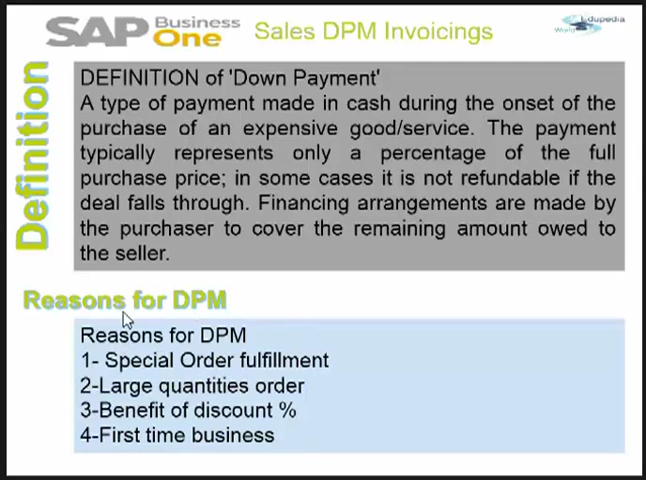 SAP Business One Sales DPM Invoicings Edupedia World
Definition
DEFINITION of 'Down Payment'
A type of payment made in cash during the onset of the
purchase of an expensive good/service. The payment
typically represents only a percentage of the full
purchase price; in some cases it is not refundable if the
deal falls through. Financing arrangements are made by
the purchaser to cover the remaining amount owed to
the seller.
Reasons for DPM
Reasons for DPM
1- Special Order fulfillment
2-Large quantities order
3-Benefit of discount %
4-First time business